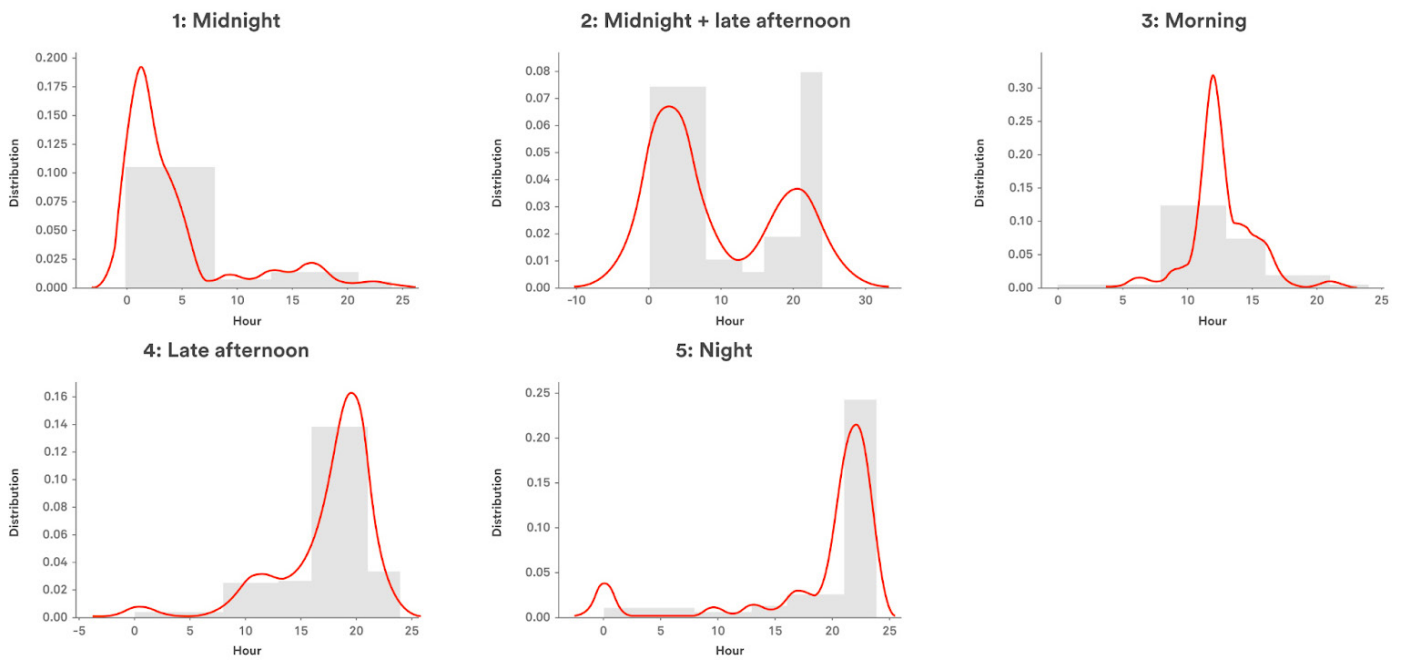 1: Midnight
0.200
0.175
0.150
0.125
0.100
0.075
0.050
0.025
0.000
Distribution
0 5 10 15 20 25
Hour
2: Midnight + late afternoon
0.08
0.07
0.06
0.05
0.04
0.03
0.02
0.01
0.00
Distribution
-10 0 10 20 30
Hour
3: Morning
0.30
0.25
0.20
0.15
0.10
0.05
0.00
Distribution
5 10 15 20 25
Hour
4: Late afternoon
0.16
0.14
0.12
0.10
0.08
0.06
0.04
0.02
0.00
Distribution
-5 0 5 10 15 20 25
Hour
5: Night
0.25
0.20
0.15
0.10
0.05
0.00
Distribution
0 5 10 15 20 25
Hour